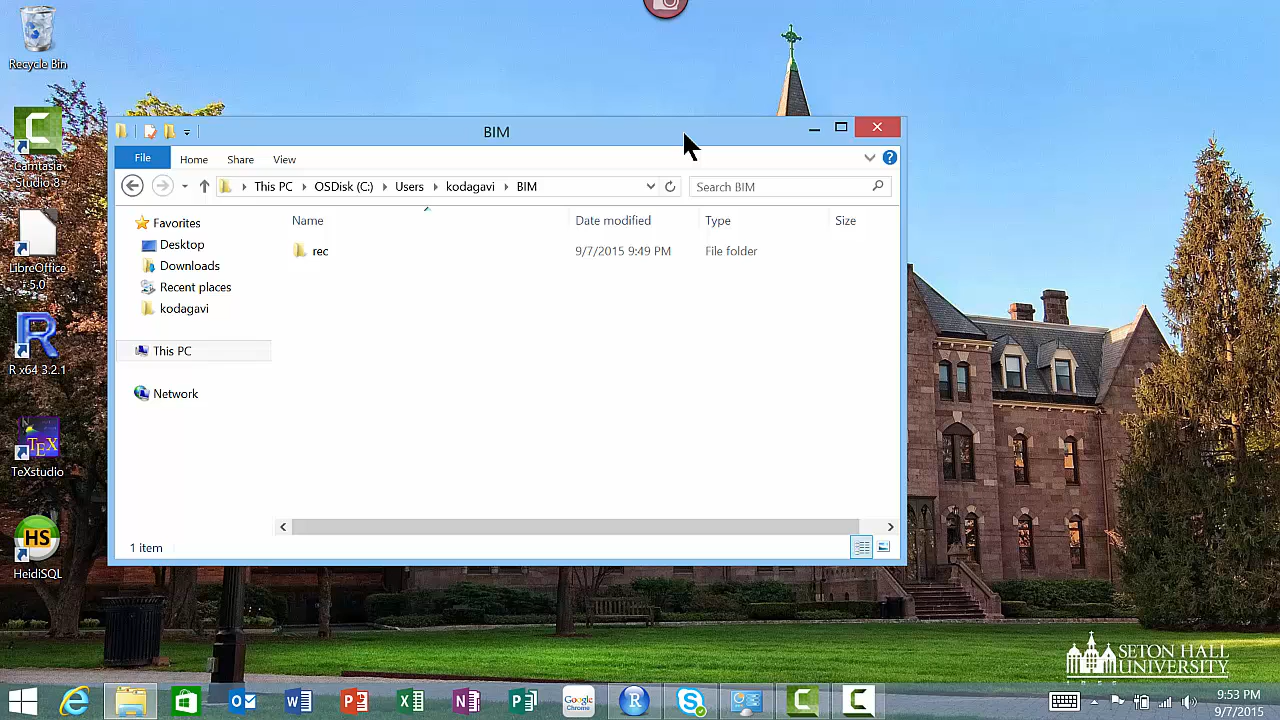 Recycle Bin
Camtasia
Studio 8
LibreOffice
5.0
R x64 3.2.1
TeXstudio
HS
HeidiSQL
BIM
File
Home
Share
View
This PC
OSDisk (C:)
Users
kodagavi
BIM
Search BIM
Name
Date modified
Type
Size
Favorites
Desktop
Downloads
Recent places
kodagavi
This PC
Network
rec
9/7/2015 9:49 PM
File folder
1 item
SETON HALL
UNIVERSITY
Google
9:53 PM
9/7/2015